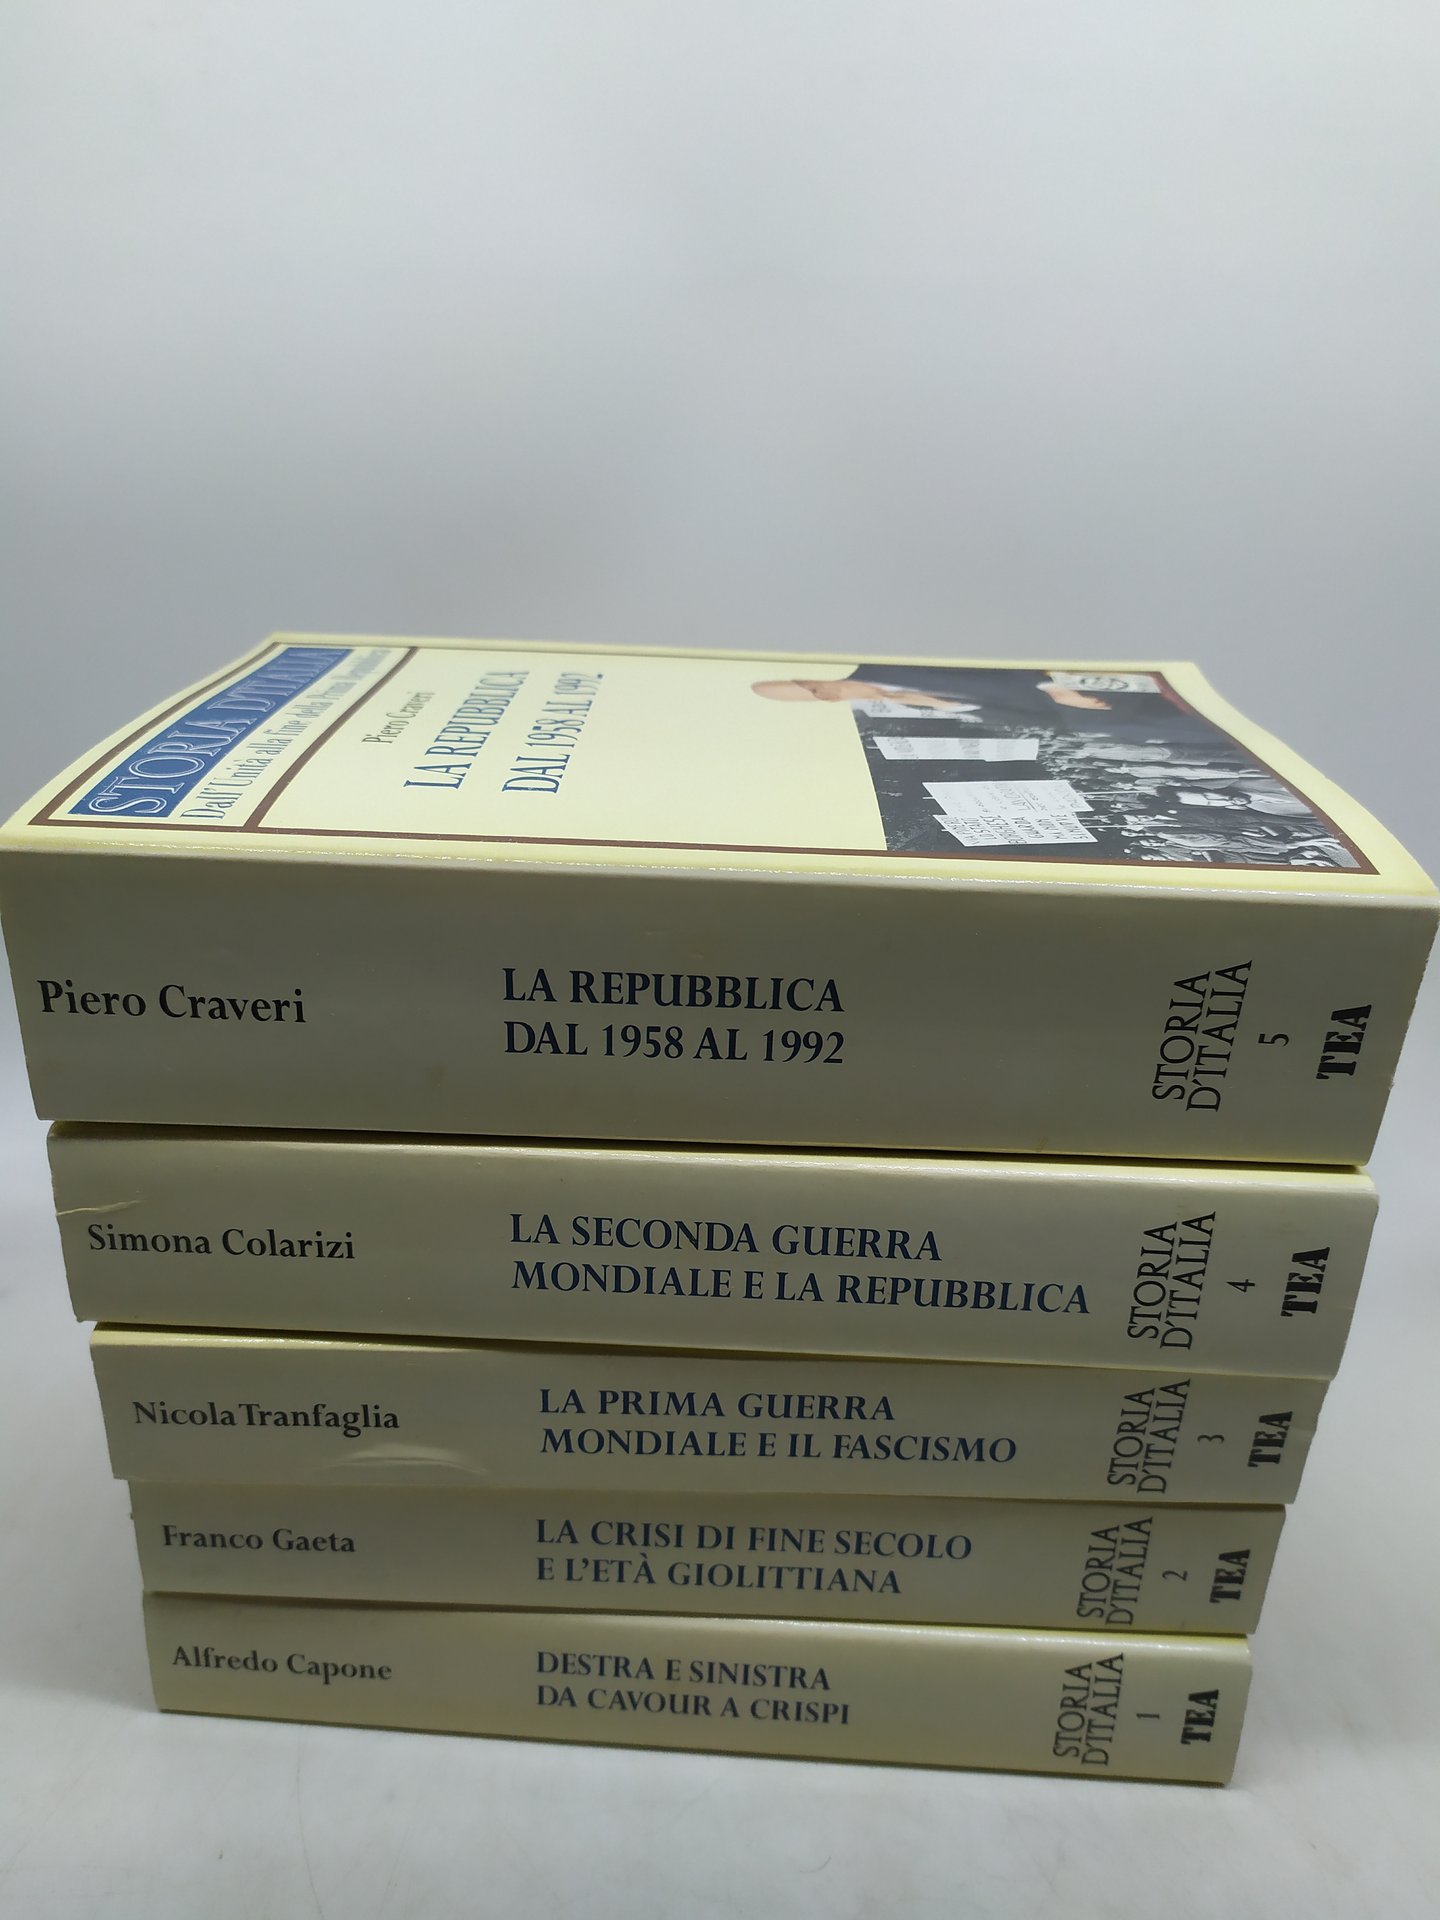 STORIA D'ITALIA
Dall'Unità alla fine della Prima Repubblica
Piero Craveri
LA REPUBBLICA
DAL 1958 AL 1992
Piero Craveri
LA REPUBBLICA
DAL 1958 AL 1992
STORIA
D'ITALIA
5
TEA
Simona Colarizi
LA SECONDA GUERRA
MONDIALE E LA REPUBBLICA
STORIA
D'ITALIA
4
TEA
Nicola Tranfaglia
LA PRIMA GUERRA
MONDIALE E IL FASCISMO
STORIA
D'ITALIA
3
TEA
Franco Gaeta
LA CRISI DI FINE SECOLO
E L'ETÀ GIOLITTIANA
STORIA
D'ITALIA
2
TEA
Alfredo Capone
DESTRA E SINISTRA
DA CAVOUR A CRISPI
STORIA
D'ITALIA
1
TEA